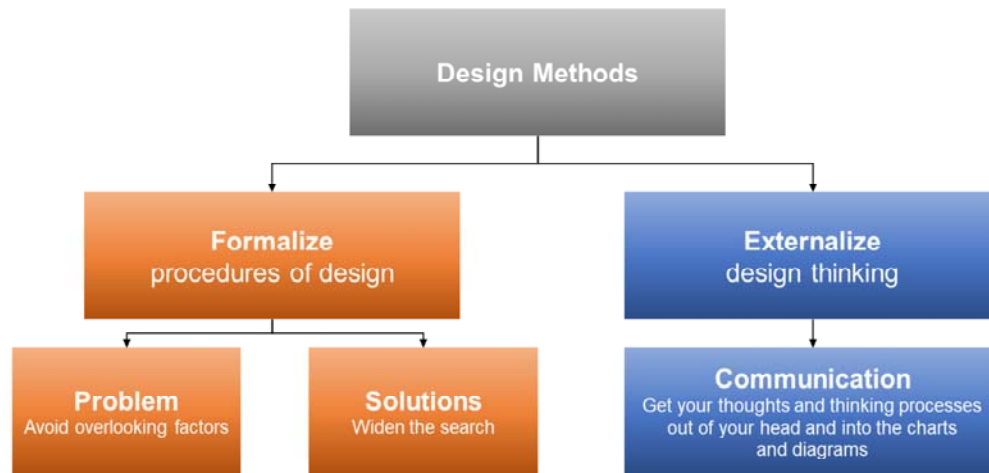 Design Methods
Formalize
procedures of design
Externalize
design thinking
Problem
Avoid overlooking factors
Solutions
Widen the search
Communication
Get your thoughts and thinking processes
out of your head and into the charts
and diagrams